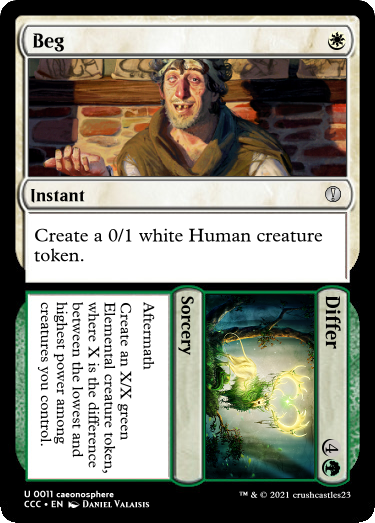 Beg
Instant
Create a 0/1 white Human creature
token.
Differ
4
Sorcery
Aftermath
Create an X/X green
Elemental creature token,
where X is the difference
between the lowest and
highest power among
creatures you control.
U 0011 caeonosphere
CCC • EN Daniel Valaisis
™ & © 2021 crushcastles23